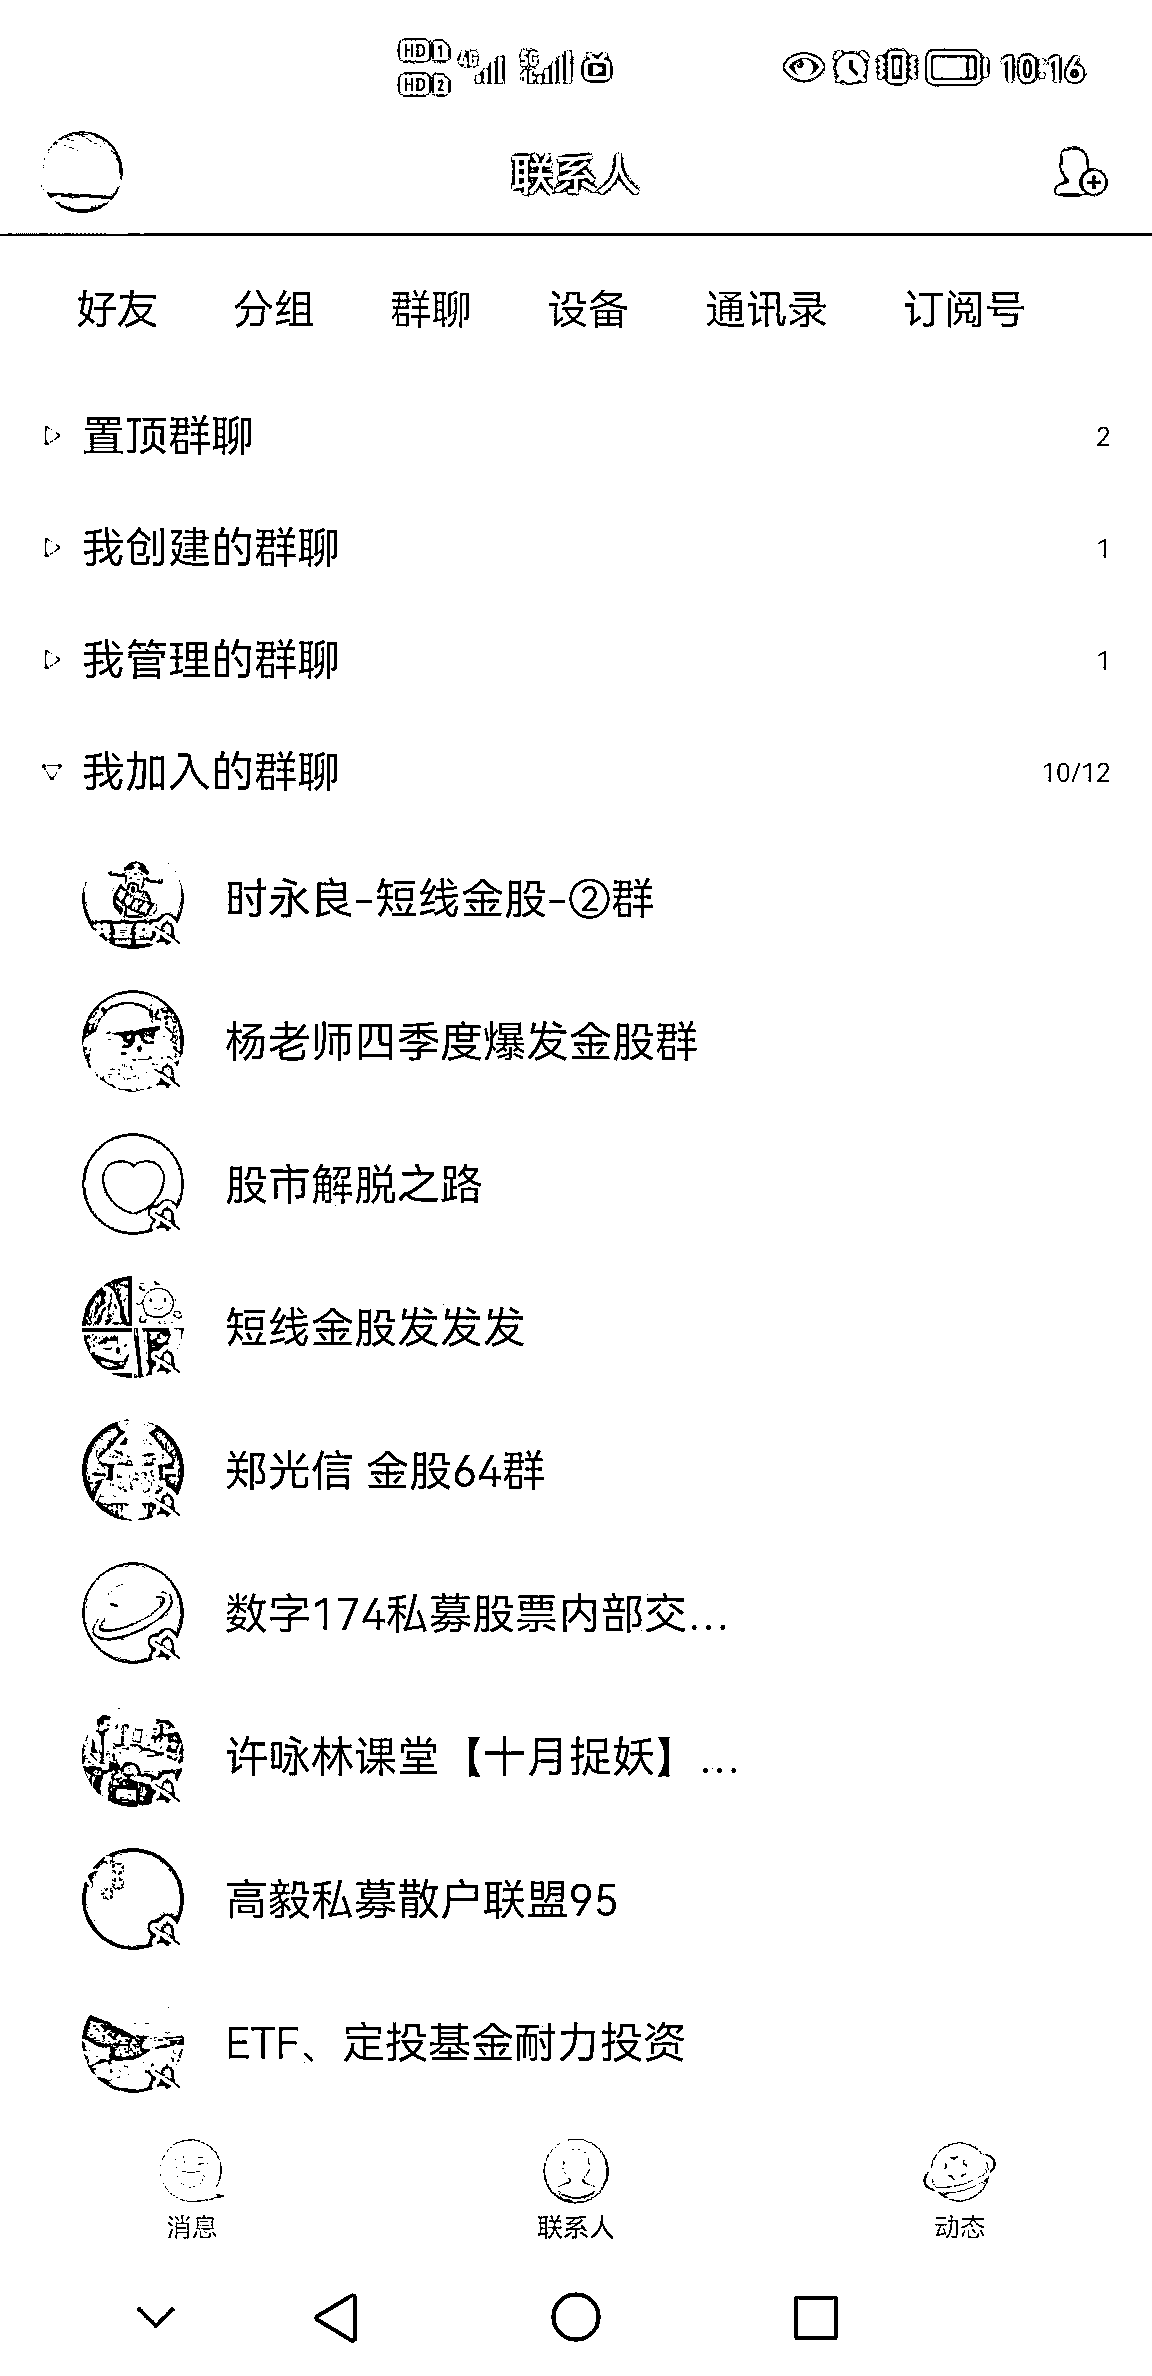 HD 1 4G 5G 10:16
HD 2
联系人
好友 分组 群聊 设备 通讯录 订阅号
置顶群聊 2
我创建的群聊 1
我管理的群聊 1
我加入的群聊 10/12
时永良-短线金股-②群
杨老师四季度爆发金股群
股市解脱之路
短线金股发发发
郑光信 金股64群
数字174私募股票内部交...
许咏林课堂【十月捉妖】...
高毅私募散户联盟95
ETF、定投基金耐力投资
消息 联系人 动态